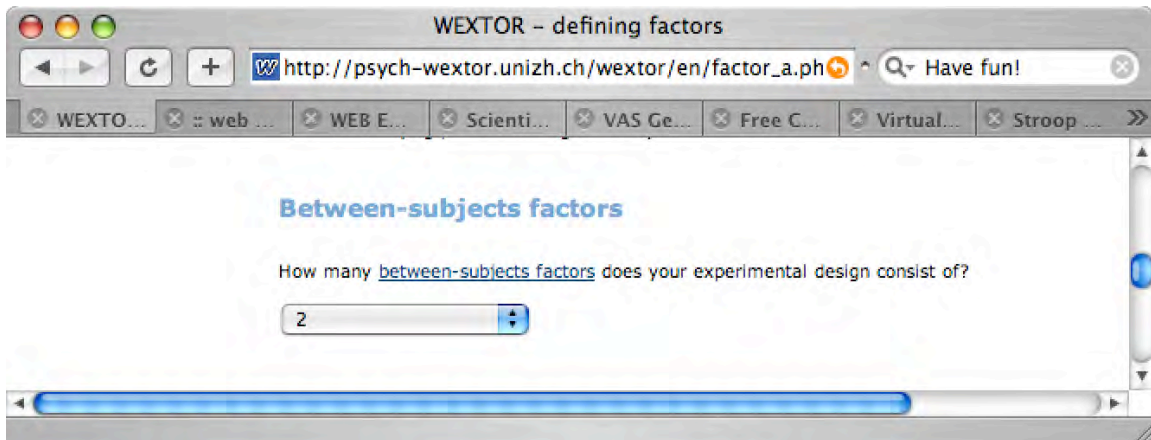 WEXTOR – defining factors
W http://psych-wextor.unizh.ch/wextor/en/factor_a.ph Have fun!
WEXTO... :: web ... WEB E... Scienti... VAS Ge... Free C... Virtual... Stroop ...
Between-subjects factors
How many between-subjects factors does your experimental design consist of?
2